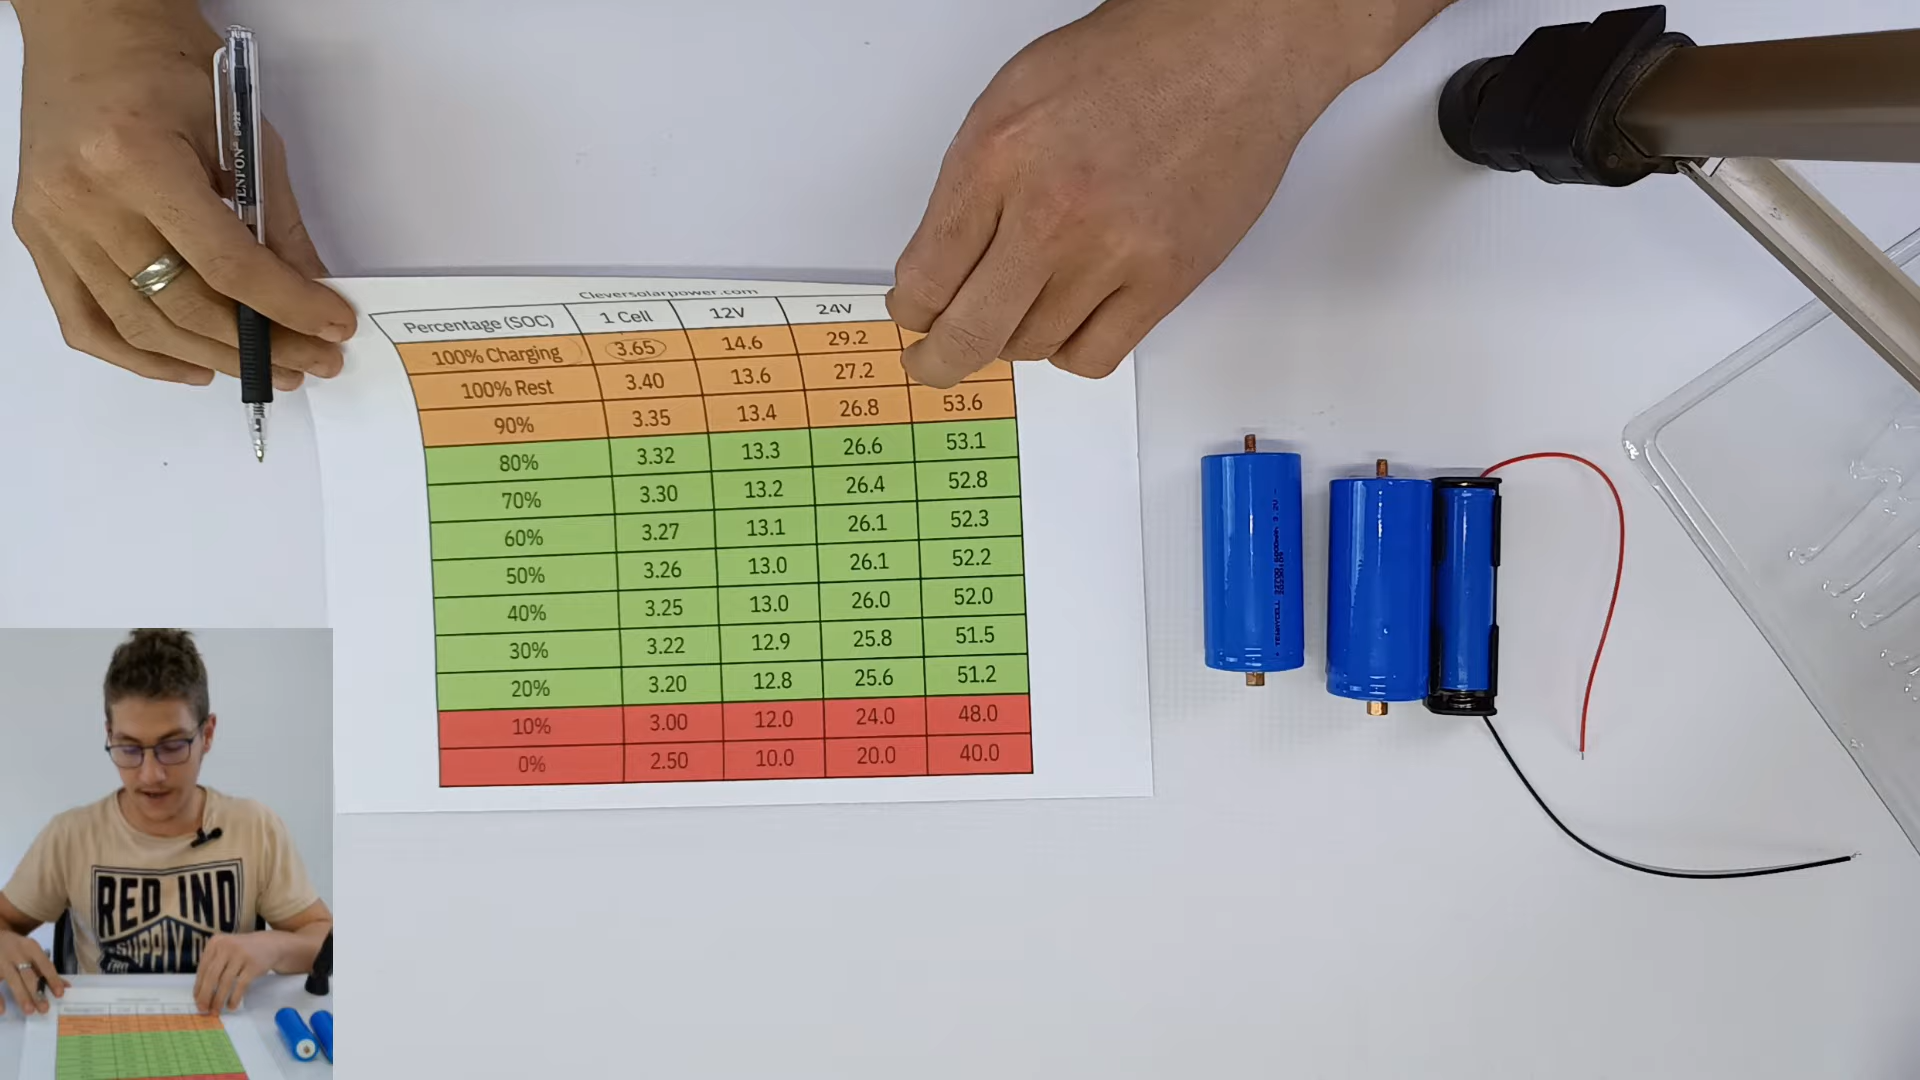 TENFON B-522
Cleversolarpower.com
Percentage (SOC) 1 Cell 12V 24V
100% Charging 3.65 14.6 29.2
100% Rest 3.40 13.6 27.2
90% 3.35 13.4 26.8 53.6
80% 3.32 13.3 26.6 53.1
70% 3.30 13.2 26.4 52.8
60% 3.27 13.1 26.1 52.3
50% 3.26 13.0 26.1 52.2
40% 3.25 13.0 26.0 52.0
30% 3.22 12.9 25.8 51.5
20% 3.20 12.8 25.6 51.2
10% 3.00 12.0 24.0 48.0
0% 2.50 10.0 20.0 40.0
RED IND
SUPPLY